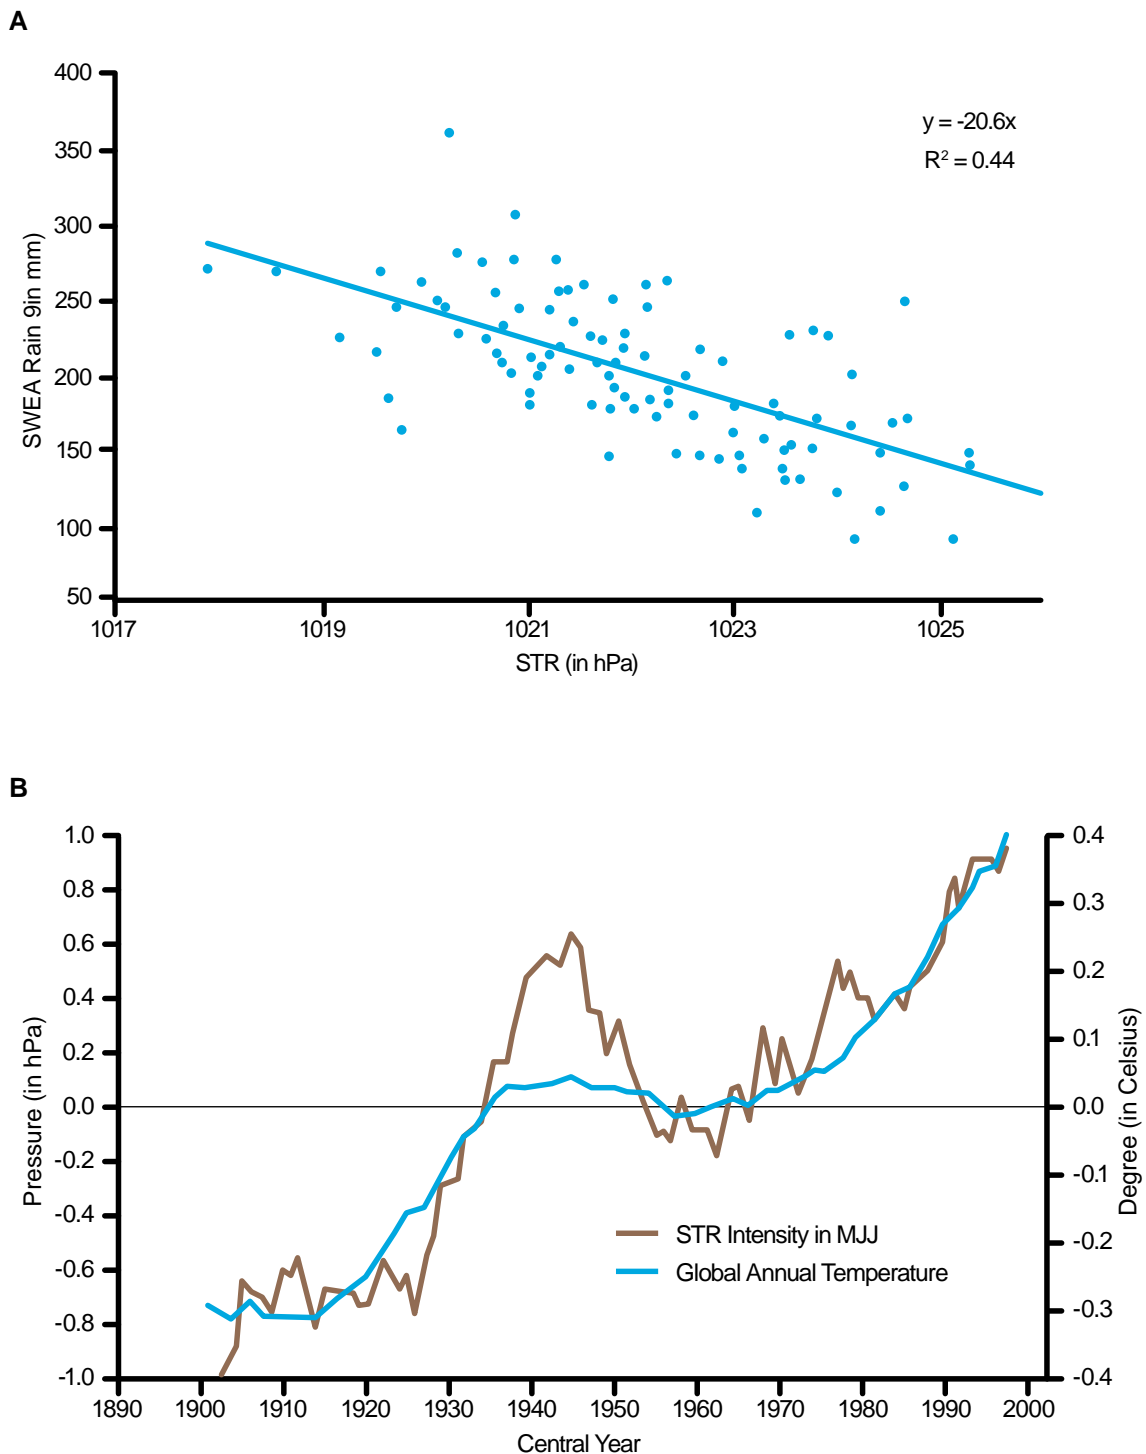 A
400
350
300
250
200
150
100
50
SWEA Rain 9in mm)
y = -20.6x
R² = 0.44
1017 1019 1021 1023 1025
STR (in hPa)
B
1.0
0.8
0.6
0.4
0.2
0.0
-0.2
-0.4
-0.6
-0.8
-1.0
Pressure (in hPa)
0.4
0.3
0.2
0.1
0.0
-0.1
-0.2
-0.3
-0.4
Degree (in Celsius)
STR Intensity in MJJ
Global Annual Temperature
1890 1900 1910 1920 1930 1940 1950 1960 1970 1980 1990 2000
Central Year